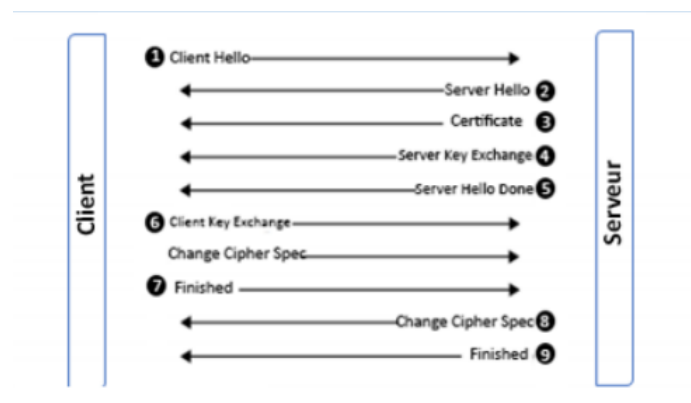 Client
Serveur
1 Client Hello
Server Hello 2
Certificate 3
Server Key Exchange 4
Server Hello Done 5
6 Client Key Exchange
Change Cipher Spec
7 Finished
Change Cipher Spec 8
Finished 9